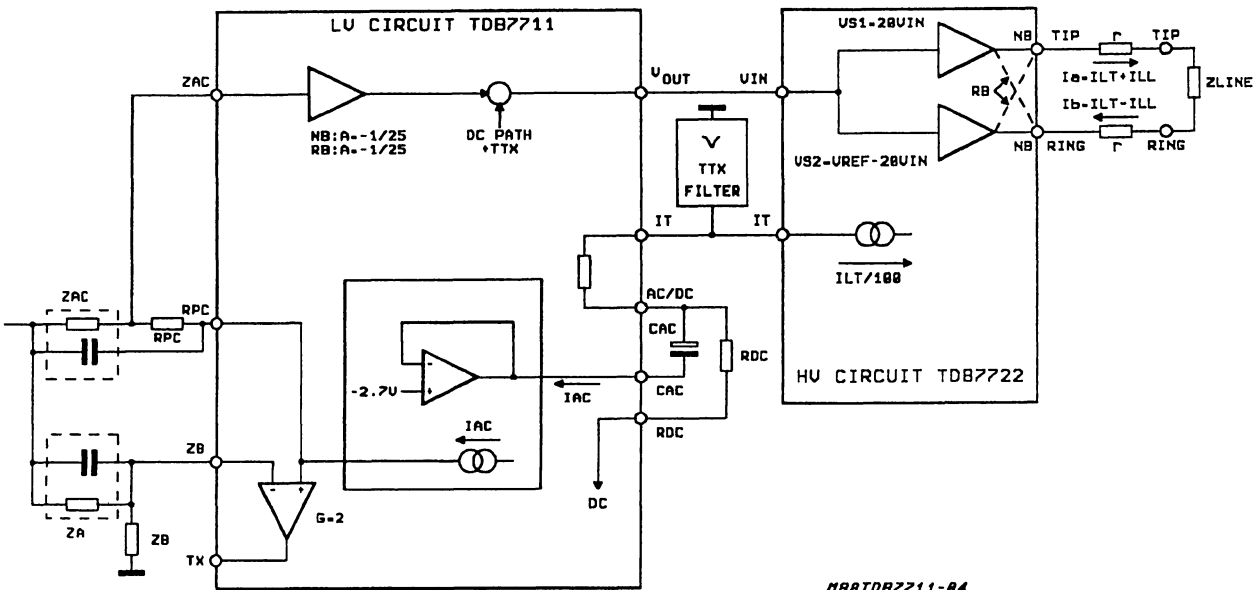 LV CIRCUIT TDB7711
VS1=20VIN
NB TIP r TIP
ZAC
VOUT
VIN
Ia=ILT+ILL
RB
ZLINE
Ib=ILT-ILL
NB:A=-1/25
RB:A=-1/25
DC PATH
+TTX
NB RING r RING
VS2=VREF-20VIN
TTX
FILTER
IT
IT
ILT/100
ZAC
RPC
RPC
AC/DC
CAC
RDC
HV CIRCUIT TDB7722
-
-2.7V
+
IAC
CAC
RDC
ZB
IAC
- +
G=2
DC
ZA
ZB
TX
M88TDB7711-04